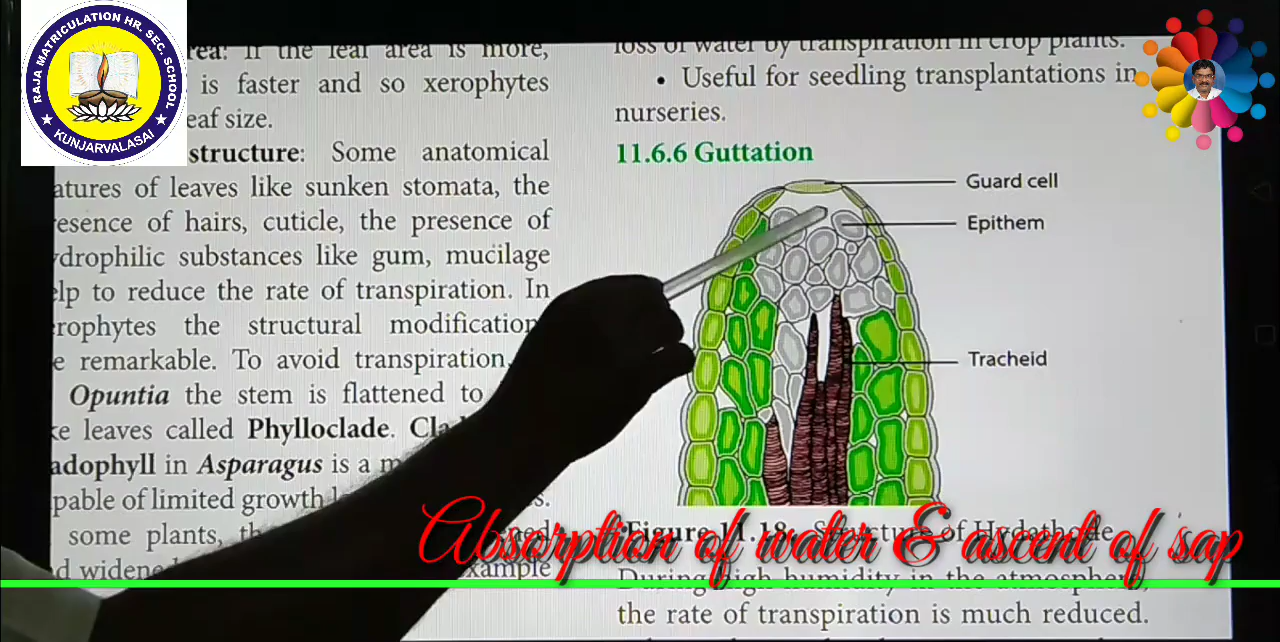 RAJA MATRICULATION HR. SEC. SCHOOL
★ KUNJARVALASAI ★
rea: If the leaf area is more,
is faster and so xerophytes
eaf size.
structure: Some anatomical
atures of leaves like sunken stomata, the
esence of hairs, cuticle, the presence of
drophilic substances like gum, mucilage
lp to reduce the rate of transpiration. In
rophytes the structural modification
e remarkable. To avoid transpiration
Opuntia the stem is flattened to
ke leaves called Phylloclade. Cla
adophyll in Asparagus is a m
pable of limited growth
some plants, th
d widene
xample
loss of water by transpiration in crop plants.
• Useful for seedling transplantations in
nurseries.
11.6.6 Guttation
Guard cell
Epithem
Tracheid
Figure 11.18: Structure of Hydathode
Absorption of water & ascent of sap
During high humidity in the atmosphere,
the rate of transpiration is much reduced.